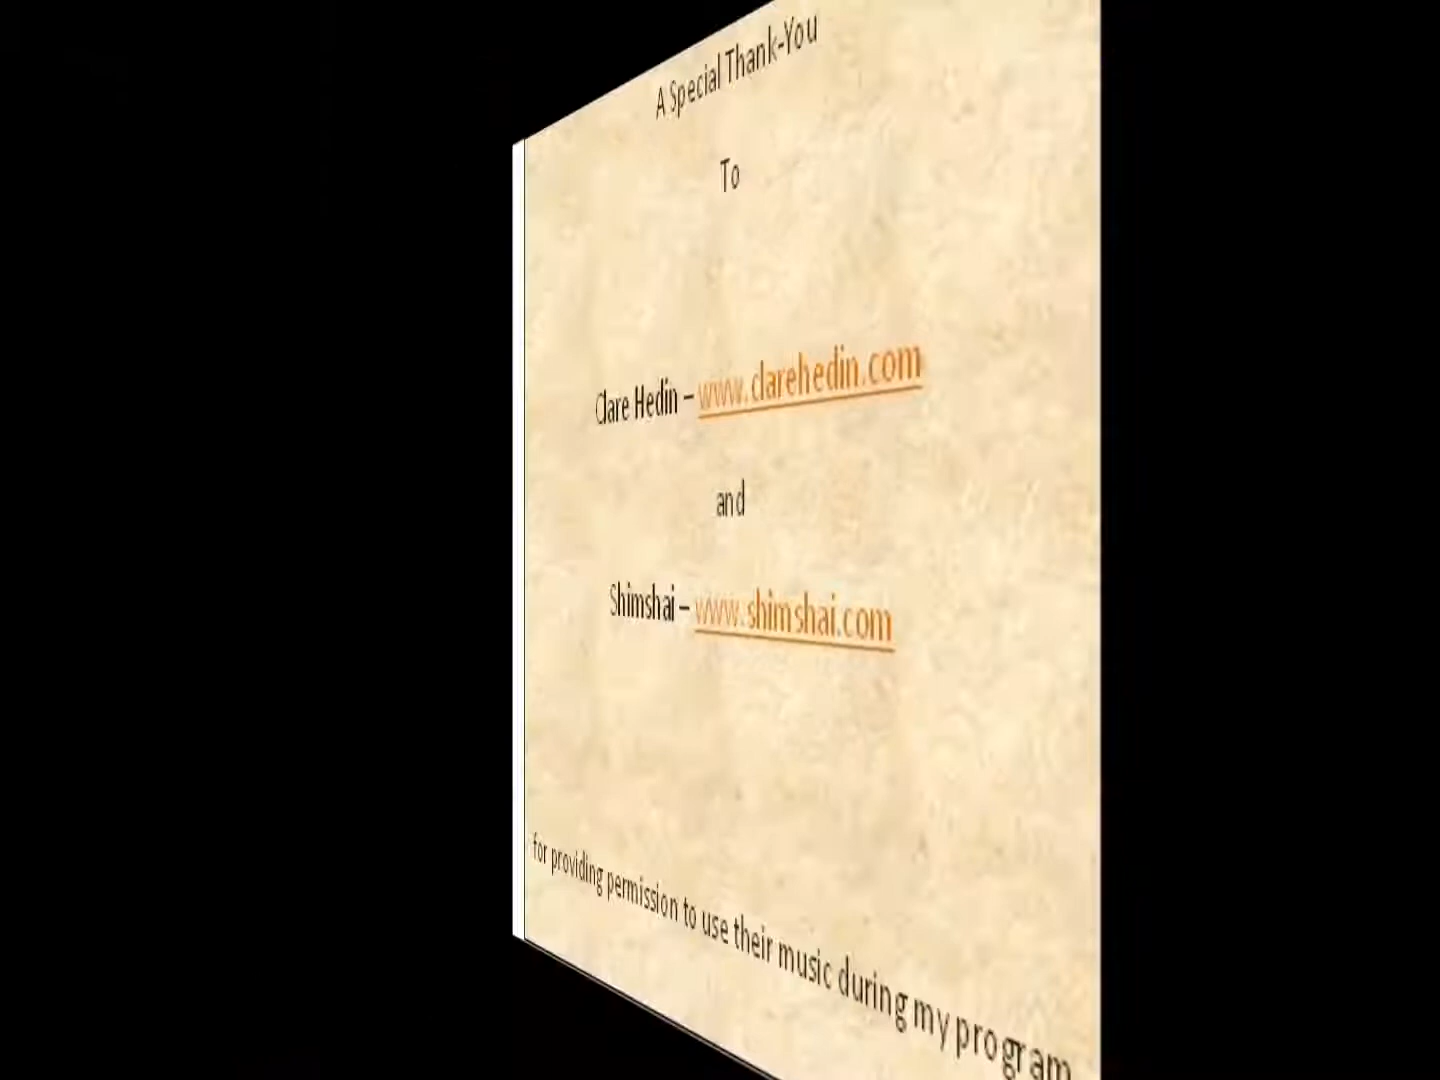 A Special Thank-You
To
Clare Hedin – www.clarehedin.com
and
Shimshai – www.shimshai.com
for providing permission to use their music during my program